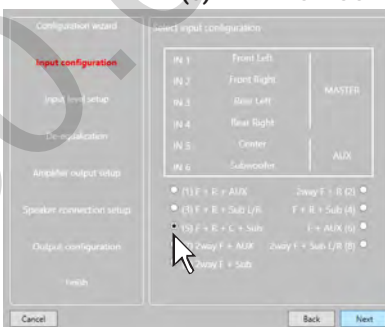 Configuration wizard
Input configuration
Input level setup
De-equalization
Amplifier output setup
Speaker connection setup
Output configuration
Finish
Select input configuration
IN 1 Front Left
IN 2 Front Right
IN 3 Rear Left
IN 4 Rear Right
MASTER
IN 5 Center
IN 6 Subwoofer
AUX
(1) F + R + AUX 2way F + R (2)
(3) F + R + Sub L/R F + R + Sub (4)
(5) F + R + C + Sub F + AUX (6)
2way F + AUX 2way F + Sub L/R (8)
2way F + Sub
Cancel Back Next